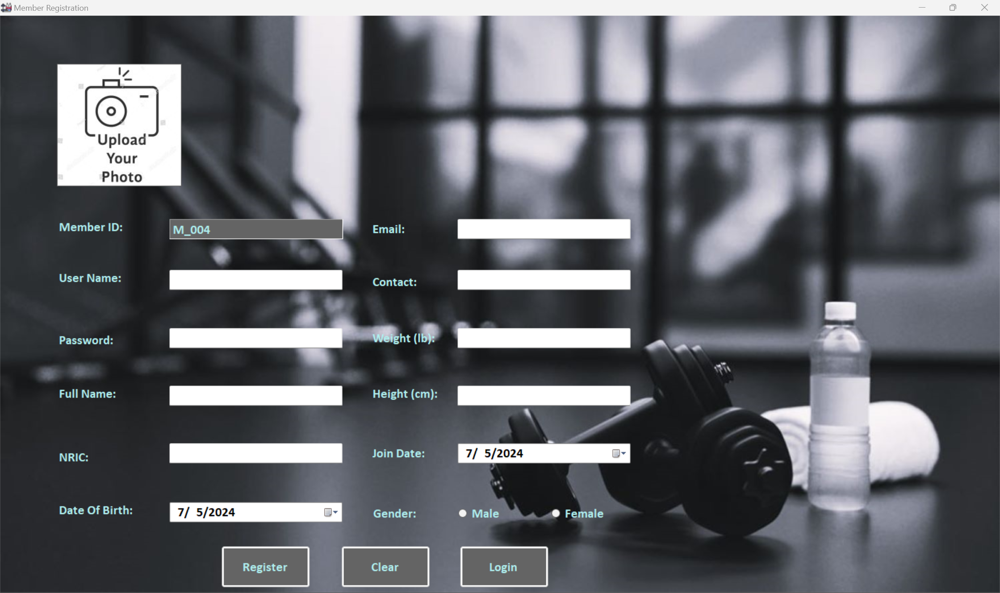 Member Registration
Upload
Your
Photo
Member ID:
M_004
Email:
User Name:
Contact:
Password:
Weight (lb):
Full Name:
Height (cm):
NRIC:
Join Date:
7/ 5/2024
Date Of Birth:
7/ 5/2024
Gender:
Male
Female
Register
Clear
Login